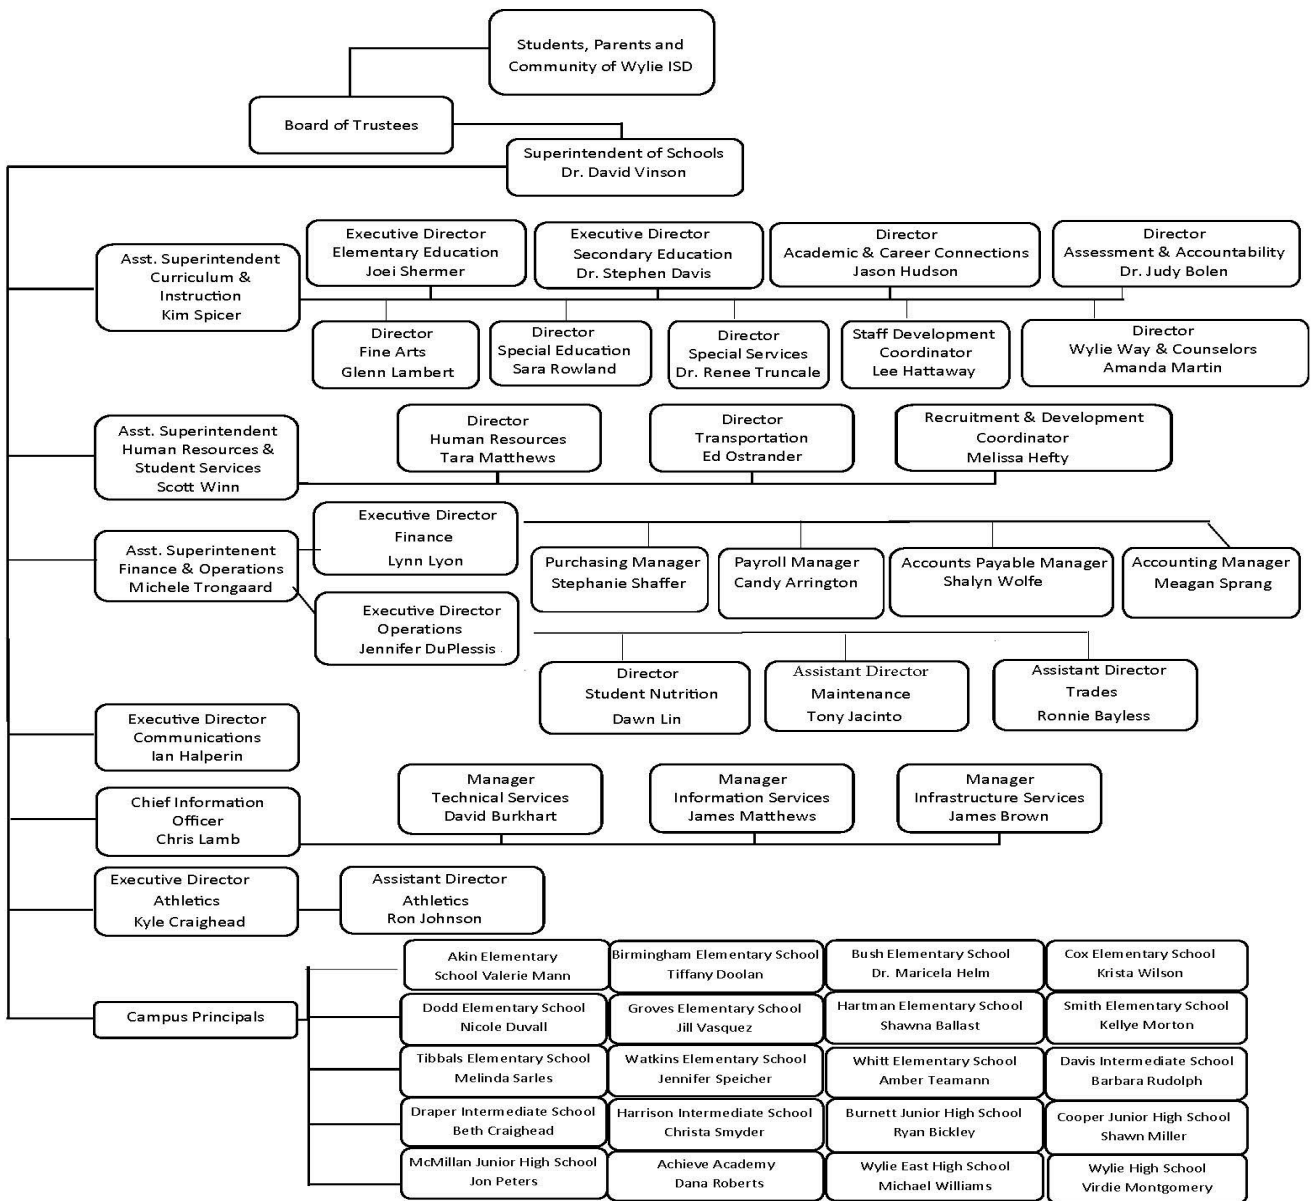 Students, Parents and
Community of Wylie ISD
Board of Trustees
Superintendent of Schools
Dr. David Vinson
Asst. Superintendent
Curriculum &
Instruction
Kim Spicer
Executive Director
Elementary Education
Joei Shermer
Executive Director
Secondary Education
Dr. Stephen Davis
Director
Academic & Career Connections
Jason Hudson
Director
Assessment & Accountability
Dr. Judy Bolen
Director
Fine Arts
Glenn Lambert
Director
Special Education
Sara Rowland
Director
Special Services
Dr. Renee Truncale
Staff Development
Coordinator
Lee Hattaway
Director
Wylie Way & Counselors
Amanda Martin
Asst. Superintendent
Human Resources &
Student Services
Scott Winn
Director
Human Resources
Tara Matthews
Director
Transportation
Ed Ostrander
Recruitment & Development
Coordinator
Melissa Hefty
Asst. Superintenent
Finance & Operations
Michele Trongaard
Executive Director
Finance
Lynn Lyon
Purchasing Manager
Stephanie Shaffer
Payroll Manager
Candy Arrington
Accounts Payable Manager
Shalyn Wolfe
Accounting Manager
Meagan Sprang
Executive Director
Operations
Jennifer DuPlessis
Director
Student Nutrition
Dawn Lin
Assistant Director
Maintenance
Tony Jacinto
Assistant Director
Trades
Ronnie Bayless
Executive Director
Communications
Ian Halperin
Chief Information
Officer
Chris Lamb
Manager
Technical Services
David Burkhart
Manager
Information Services
James Matthews
Manager
Infrastructure Services
James Brown
Executive Director
Athletics
Kyle Craighead
Assistant Director
Athletics
Ron Johnson
Campus Principals
Akin Elementary
School Valerie Mann
Birmingham Elementary School
Tiffany Doolan
Bush Elementary School
Dr. Maricela Helm
Cox Elementary School
Krista Wilson
Dodd Elementary School
Nicole Duvall
Groves Elementary School
Jill Vasquez
Hartman Elementary School
Shawna Ballast
Smith Elementary School
Kellye Morton
Tibbals Elementary School
Melinda Sarles
Watkins Elementary School
Jennifer Speicher
Whitt Elementary School
Amber Teamann
Davis Intermediate School
Barbara Rudolph
Draper Intermediate School
Beth Craighead
Harrison Intermediate School
Christa Smyder
Burnett Junior High School
Ryan Bickley
Cooper Junior High School
Shawn Miller
McMillan Junior High School
Jon Peters
Achieve Academy
Dana Roberts
Wylie East High School
Michael Williams
Wylie High School
Virdie Montgomery